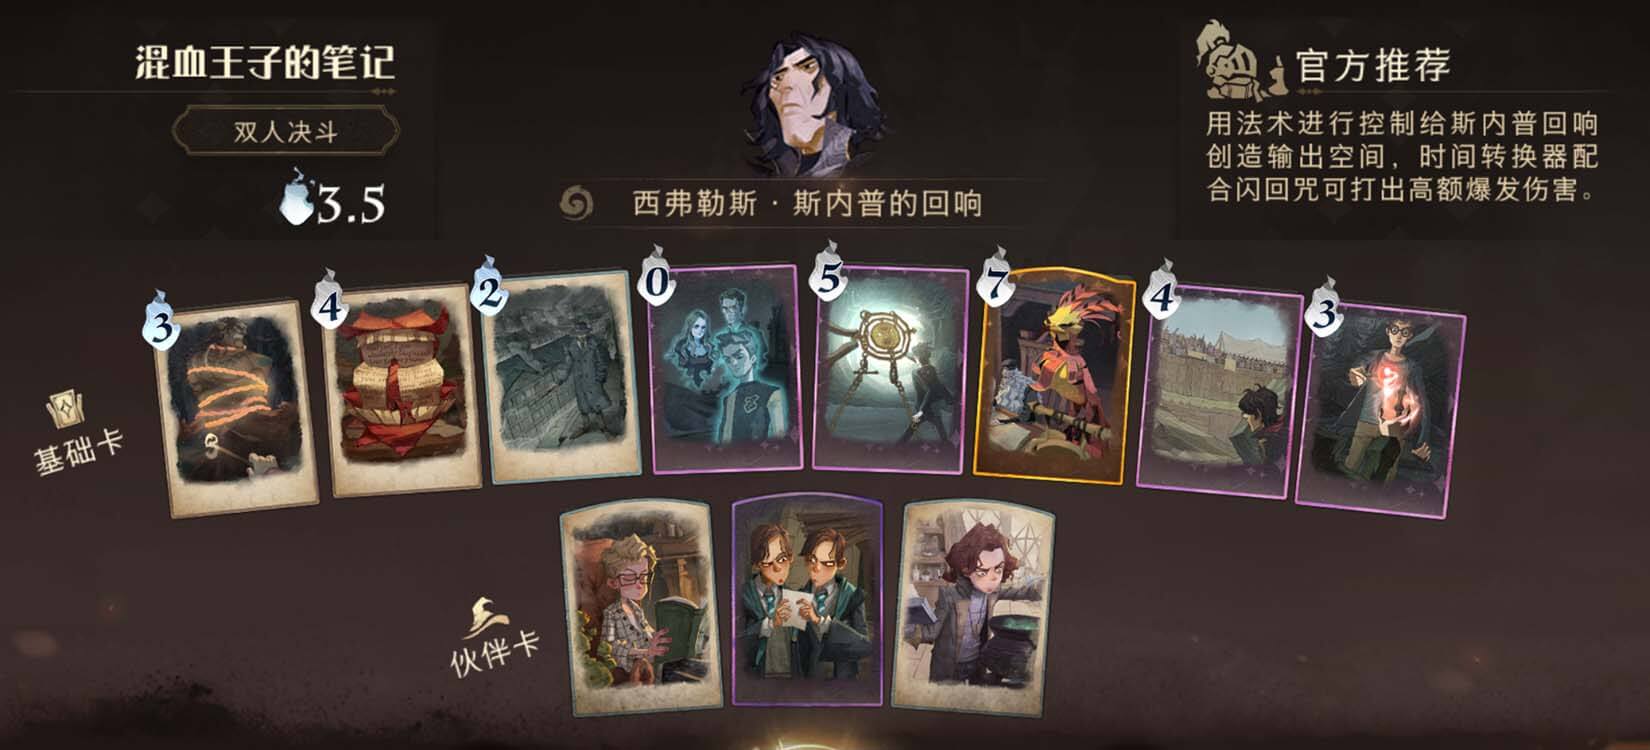 混血王子的笔记
双人决斗
3.5
西弗勒斯·斯内普的回响
官方推荐
用法术进行控制给斯内普回响
创造输出空间，时间转换器配
合闪回咒可打出高额爆发伤害。
3
4
2
0
5
7
4
3
基础卡
伙伴卡